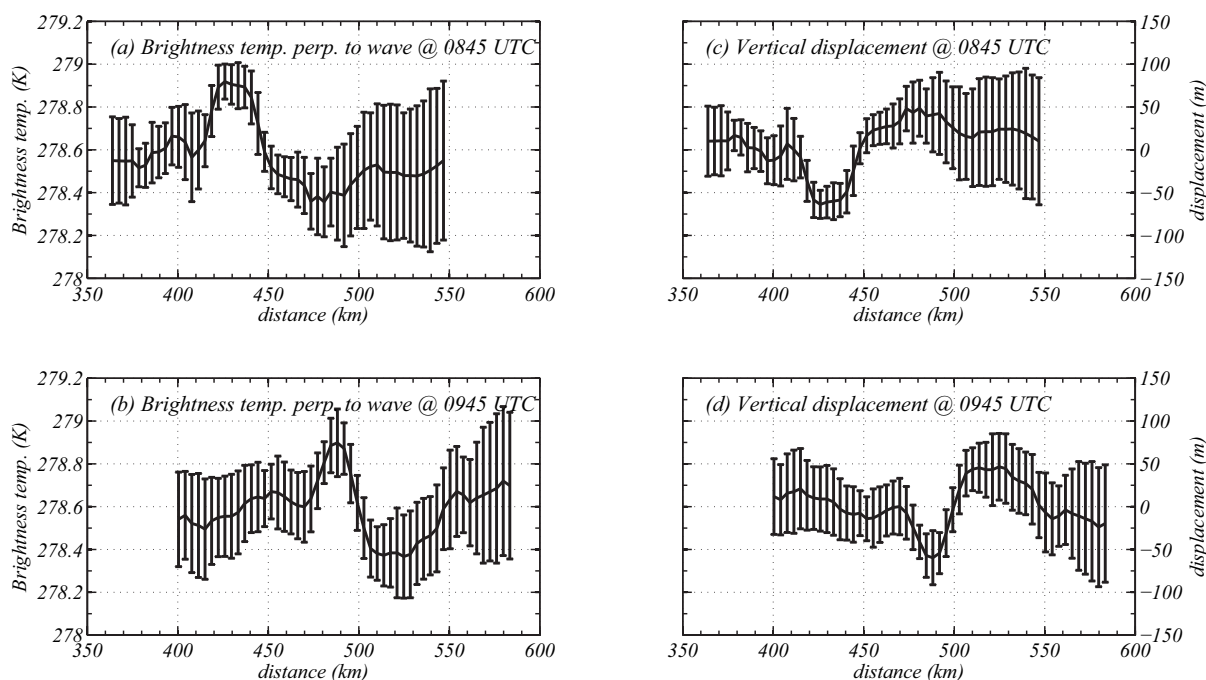 (a) Brightness temp. perp. to wave @ 0845 UTC
Brightness temp. (K)
279.2
279
278.8
278.6
278.4
278.2
278
350 400 450 500 550 600
distance (km)
(c) Vertical displacement @ 0845 UTC
150
100
50
0
−50
−100
−150
displacement (m)
350 400 450 500 550 600
distance (km)
(b) Brightness temp. perp. to wave @ 0945 UTC
Brightness temp. (K)
279.2
279
278.8
278.6
278.4
278.2
278
350 400 450 500 550 600
distance (km)
(d) Vertical displacement @ 0945 UTC
150
100
50
0
−50
−100
−150
displacement (m)
350 400 450 500 550 600
distance (km)